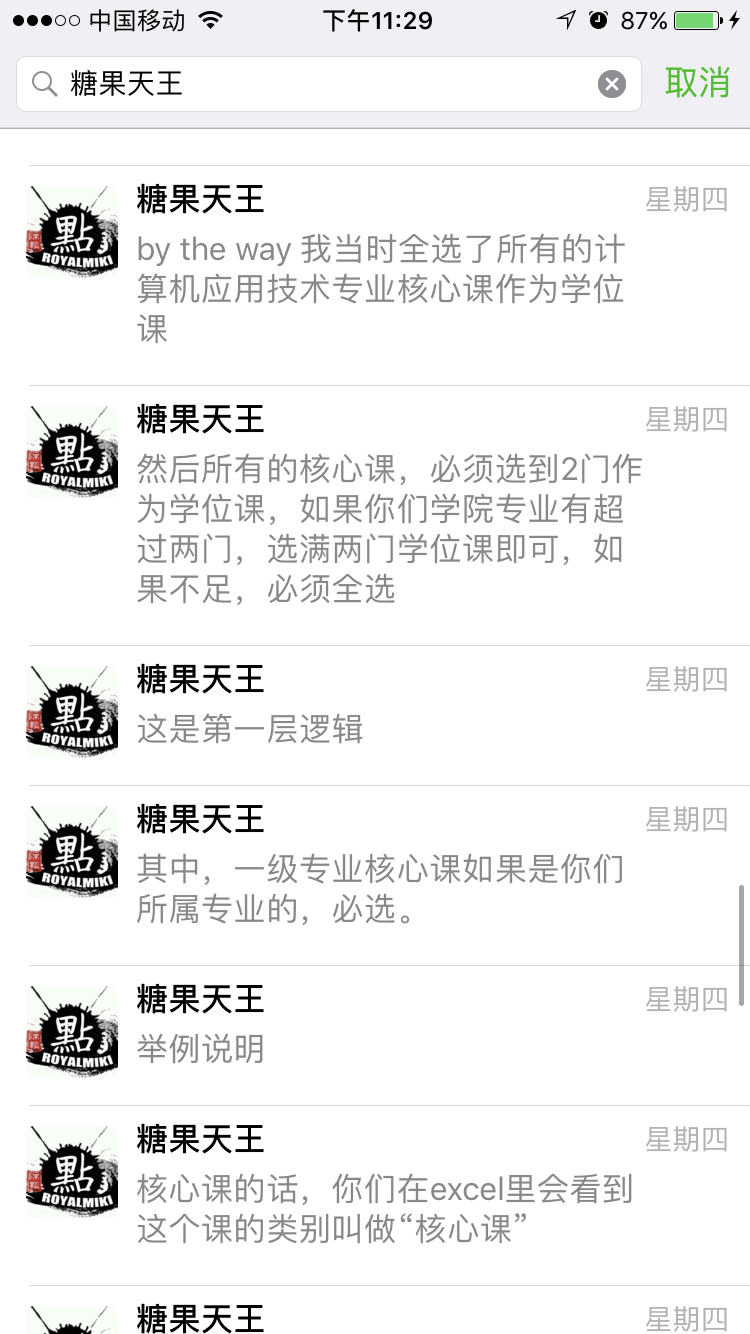 中国移动 下午11:29 87%
糖果天王 取消
糖果天王 星期四
by the way 我当时全选了所有的计
算机应用技术专业核心课作为学位
课
點
ROYALMIKI
糖果天王 星期四
然后所有的核心课，必须选到2门作
为学位课，如果你们学院专业有超
过两门，选满两门学位课即可，如
果不足，必须全选
點
ROYALMIKI
糖果天王 星期四
这是第一层逻辑
點
ROYALMIKI
糖果天王 星期四
其中，一级专业核心课如果是你们
所属专业的，必选。
點
ROYALMIKI
糖果天王 星期四
举例说明
點
ROYALMIKI
糖果天王 星期四
核心课的话，你们在excel里会看到
这个课的类别叫做“核心课”
點
ROYALMIKI
糖果天王 星期四